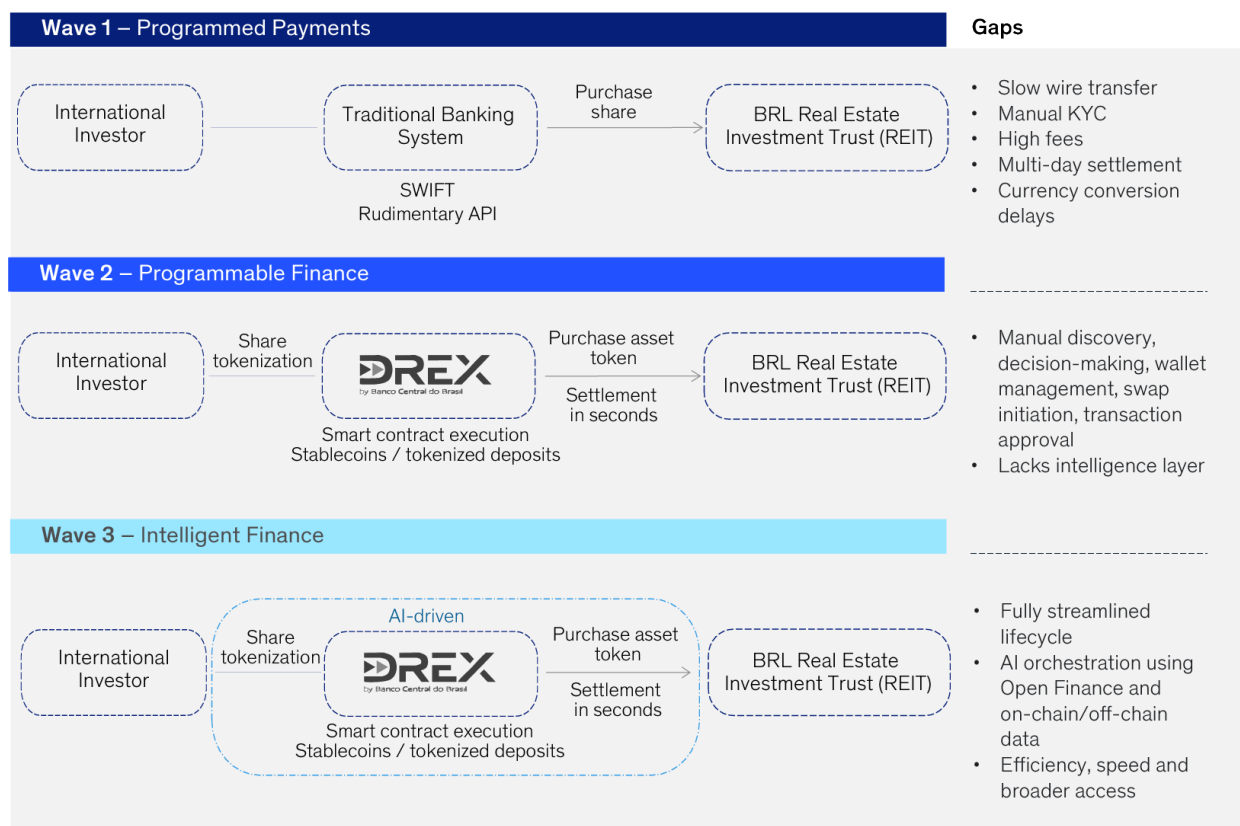 Wave 1 – Programmed Payments
Gaps
International
Investor
Traditional Banking
System
SWIFT
Rudimentary API
Purchase
share
BRL Real Estate
Investment Trust (REIT)
• Slow wire transfer
• Manual KYC
• High fees
• Multi-day settlement
• Currency conversion
delays
Wave 2 – Programmable Finance
International
Investor
Share
tokenization
DREX
by Banco Central do Brasil
Smart contract execution
Stablecoins / tokenized deposits
Purchase asset
token
Settlement
in seconds
BRL Real Estate
Investment Trust (REIT)
• Manual discovery,
decision-making, wallet
management, swap
initiation, transaction
approval
• Lacks intelligence layer
Wave 3 – Intelligent Finance
International
Investor
AI-driven
Share
tokenization
DREX
by Banco Central do Brasil
Smart contract execution
Stablecoins / tokenized deposits
Purchase asset
token
Settlement
in seconds
BRL Real Estate
Investment Trust (REIT)
• Fully streamlined
lifecycle
• AI orchestration using
Open Finance and
on-chain/off-chain
data
• Efficiency, speed and
broader access